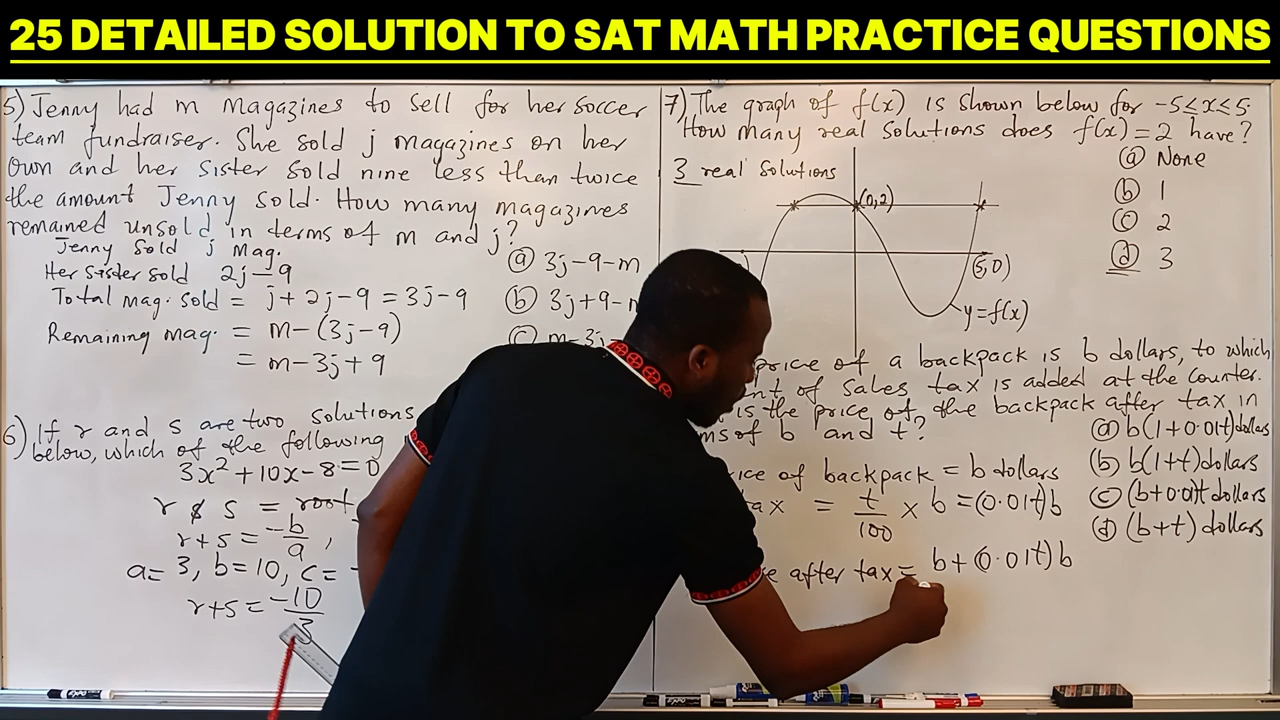 25 DETAILED SOLUTION TO SAT MATH PRACTICE QUESTIONS
5) Jenny had m magazines to sell for her soccer
team fundraiser. She sold j magazines on her
own and her sister sold nine less than twice
the amount Jenny sold. How many magazines
remained unsold in terms of m and j?
Jenny sold j Mag.
Her sister sold 2j-9
Total mag. sold = j+2j-9 = 3j-9
Remaining mag. = m-(3j-9)
= m-3j+9
(a) 3j-9-m
(b) 3j+9-
(c) m-3j-
6) If r and s are two solutions
below, which of the following
3x²+10x-8=0
r & s = root
r+s = -b/a,
a= 3, b=10, c= -
r+s = -10/3
7) The graph of f(x) is shown below for -5≤x≤5.
How many real solutions does f(x)=2 have?
3 real solutions
(a) None
(b) 1
(c) 2
(d) 3
(0,2)
(5,0)
y=f(x)
price of a backpack is b dollars, to which
of sales tax is added at the counter.
is the price of the backpack after tax in
of b and t?
of backpack = b dollars
= t/100 × b = (0.01t)b
after tax = b+(0.01t)b
(a) b(1+0.01t) dollars
(b) b(1+t) dollars
(c) (b+0.01)t dollars
(d) (b+t) dollars